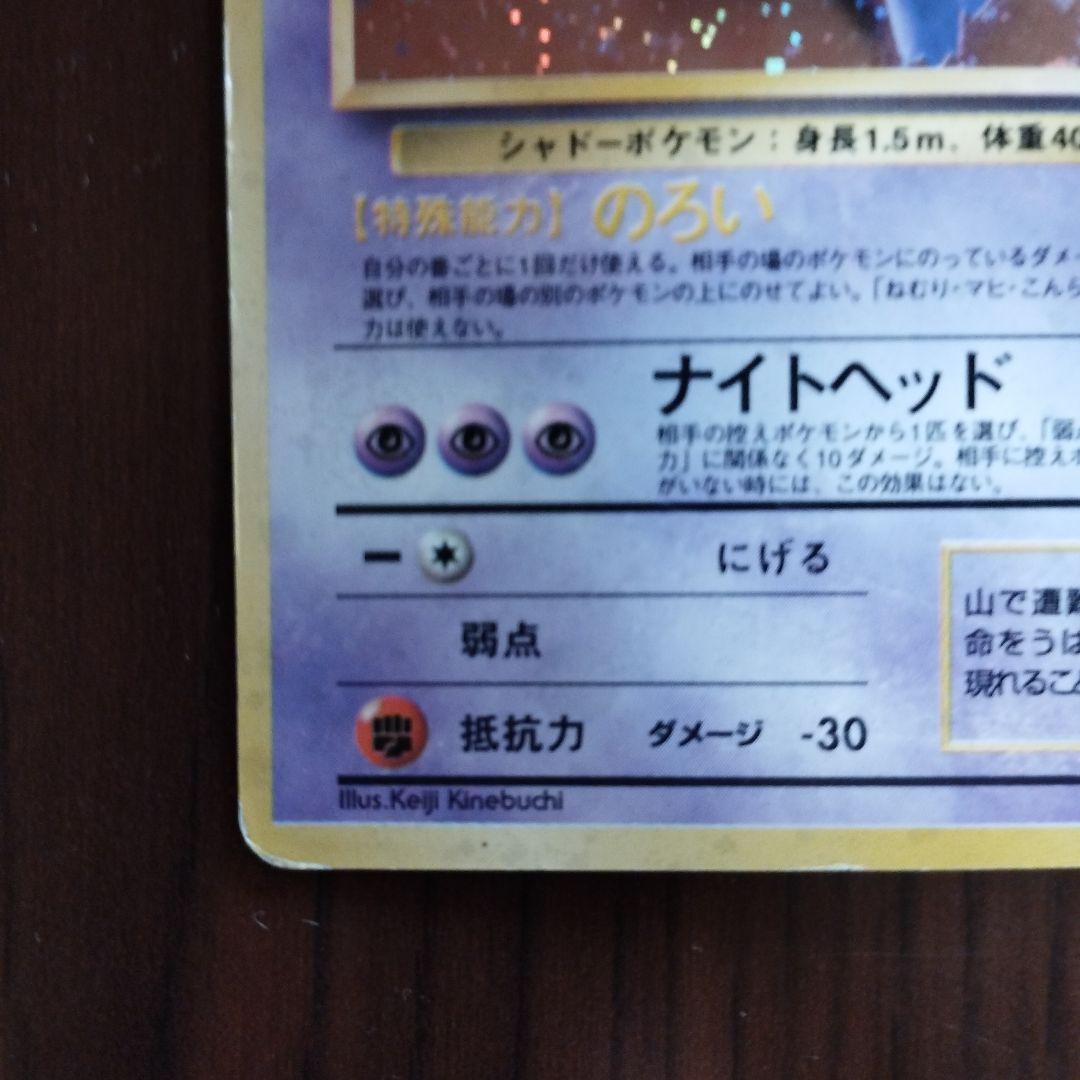 シャドーポケモン：身長1.5m、体重40
【特殊能力】のろい
自分の番ごとに1回だけ使える。相手の場のポケモンにのっているダメー
選び、相手の場の別のポケモンの上にのせてよい。「ねむり・マヒ・こんら
力は使えない。
ナイトヘッド
相手の控えポケモンから1匹を選び、「弱点
力」に関係なく10ダメージ。相手に控えポ
がいない時には、この効果はない。
ー にげる
弱点
抵抗力 ダメージ -30
山で遭難
命をうば
現れるこ
Illus.Keiji Kinebuchi